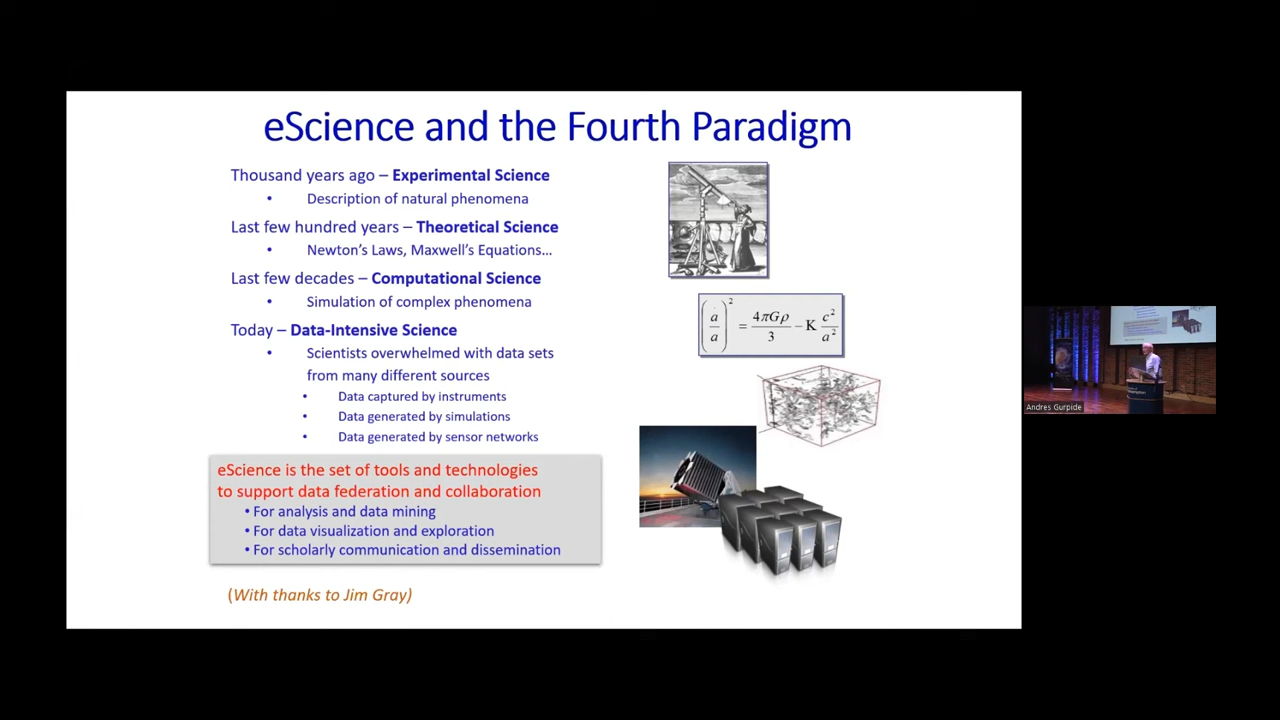 eScience and the Fourth Paradigm
Thousand years ago – Experimental Science
• Description of natural phenomena
Last few hundred years – Theoretical Science
• Newton's Laws, Maxwell's Equations…
Last few decades – Computational Science
• Simulation of complex phenomena
Today – Data-Intensive Science
• Scientists overwhelmed with data sets
from many different sources
• Data captured by instruments
• Data generated by simulations
• Data generated by sensor networks
eScience is the set of tools and technologies
to support data federation and collaboration
• For analysis and data mining
• For data visualization and exploration
• For scholarly communication and dissemination
(With thanks to Jim Gray)
(ȧ/a)² = 4πGρ/3 − K c²/a²
Andres Gurpide